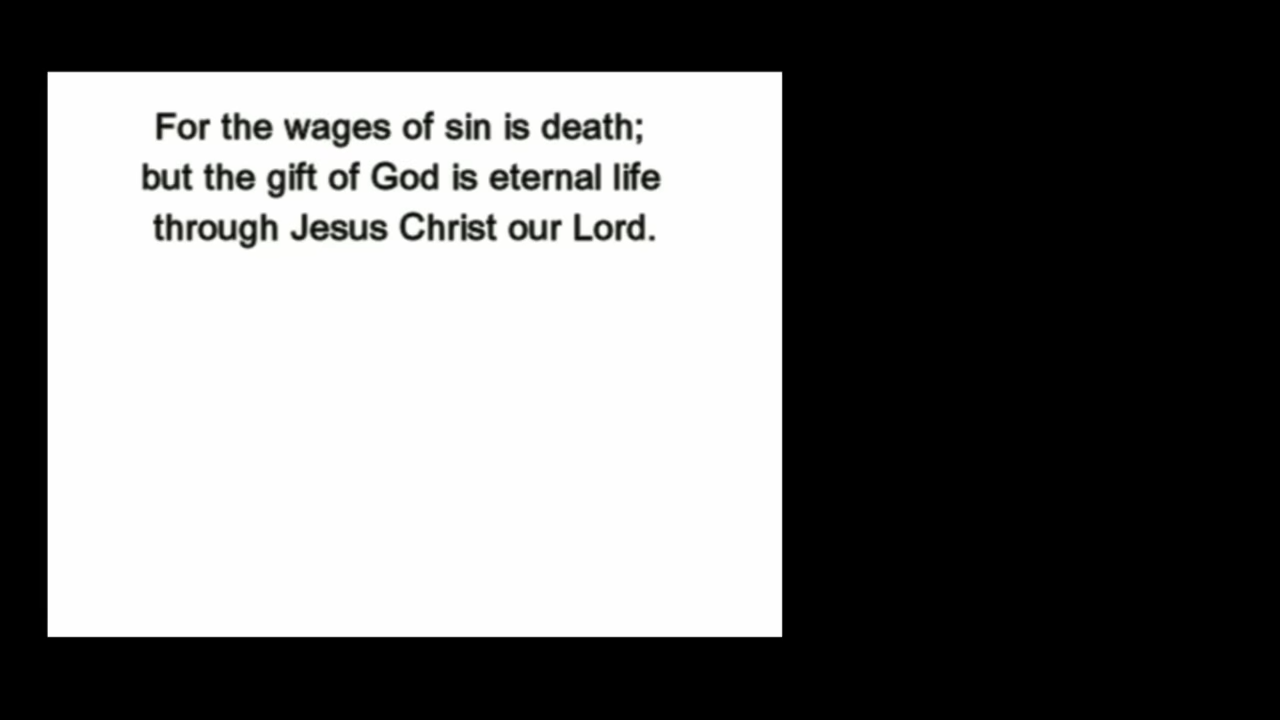 For the wages of sin is death;
but the gift of God is eternal life
through Jesus Christ our Lord.